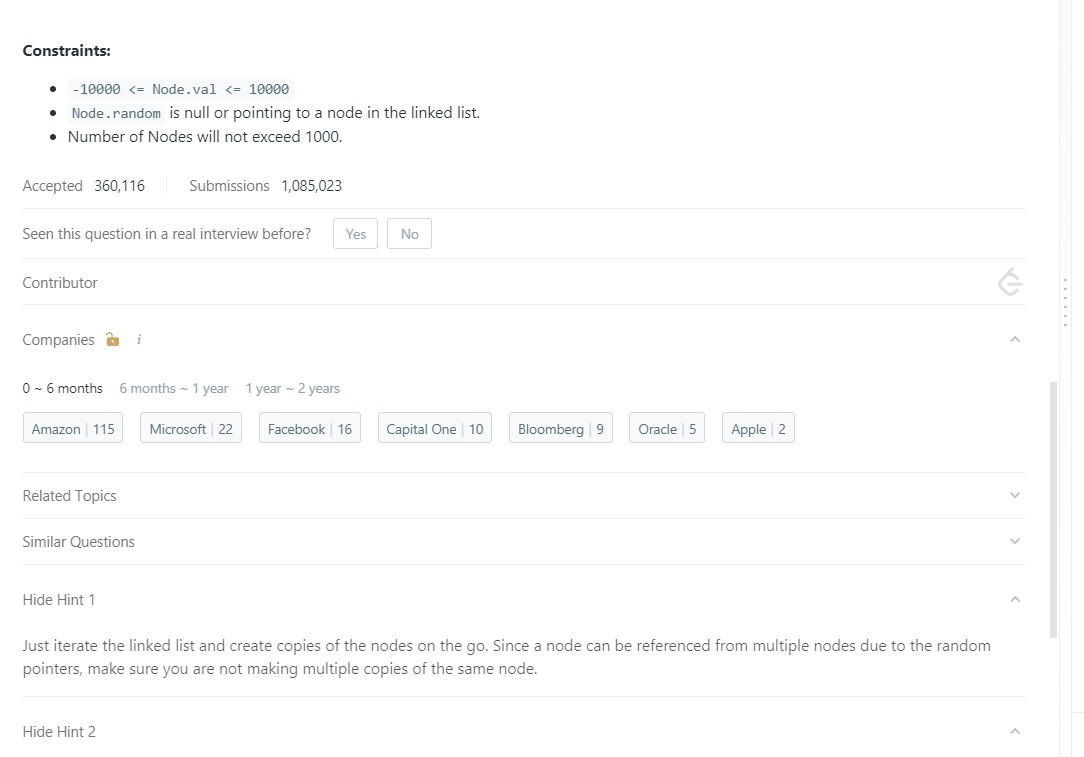 Constraints:
-10000 <= Node.val <= 10000
Node.random is null or pointing to a node in the linked list.
Number of Nodes will not exceed 1000.
Accepted 360,116 Submissions 1,085,023
Seen this question in a real interview before? Yes No
Contributor
Companies i
0 ~ 6 months 6 months ~ 1 year 1 year ~ 2 years
Amazon | 115 Microsoft | 22 Facebook | 16 Capital One | 10 Bloomberg | 9 Oracle | 5 Apple | 2
Related Topics
Similar Questions
Hide Hint 1
Just iterate the linked list and create copies of the nodes on the go. Since a node can be referenced from multiple nodes due to the random
pointers, make sure you are not making multiple copies of the same node.
Hide Hint 2